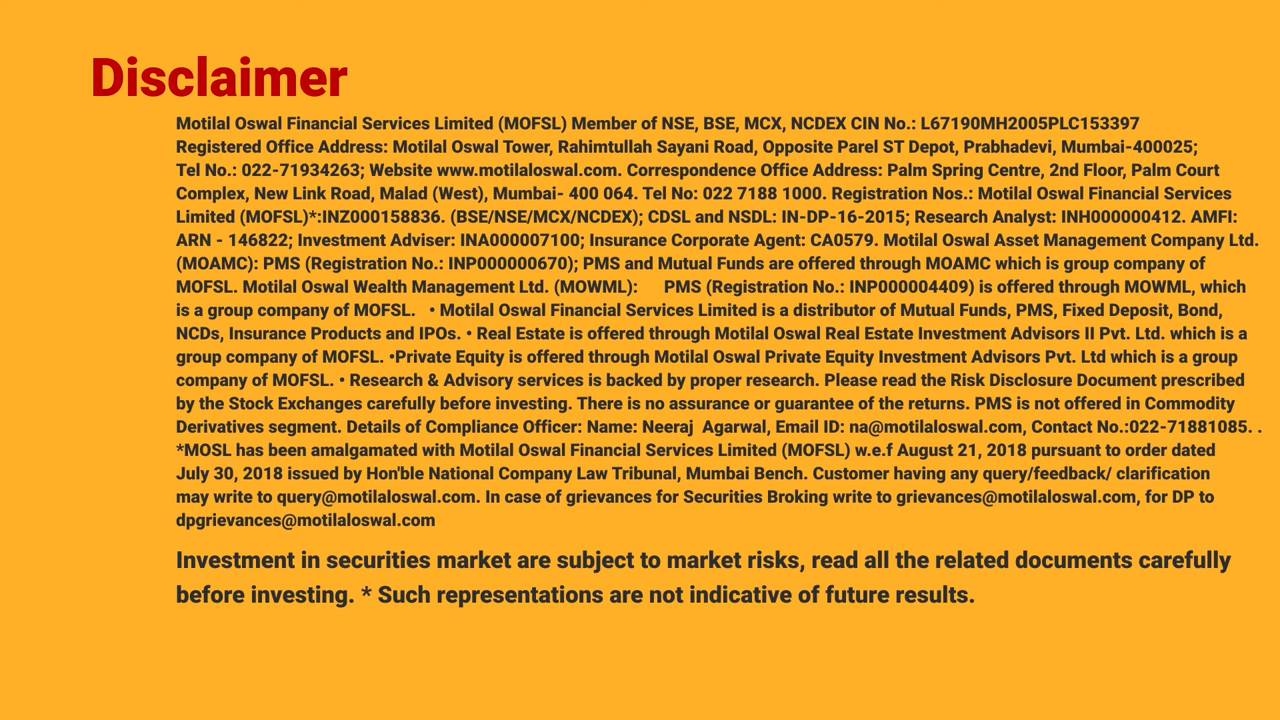 Disclaimer
Motilal Oswal Financial Services Limited (MOFSL) Member of NSE, BSE, MCX, NCDEX CIN No.: L67190MH2005PLC153397
Registered Office Address: Motilal Oswal Tower, Rahimtullah Sayani Road, Opposite Parel ST Depot, Prabhadevi, Mumbai-400025;
Tel No.: 022-71934263; Website www.motilaloswal.com. Correspondence Office Address: Palm Spring Centre, 2nd Floor, Palm Court
Complex, New Link Road, Malad (West), Mumbai- 400 064. Tel No: 022 7188 1000. Registration Nos.: Motilal Oswal Financial Services
Limited (MOFSL)*:INZ000158836. (BSE/NSE/MCX/NCDEX); CDSL and NSDL: IN-DP-16-2015; Research Analyst: INH000000412. AMFI:
ARN - 146822; Investment Adviser: INA000007100; Insurance Corporate Agent: CA0579. Motilal Oswal Asset Management Company Ltd.
(MOAMC): PMS (Registration No.: INP000000670); PMS and Mutual Funds are offered through MOAMC which is group company of
MOFSL. Motilal Oswal Wealth Management Ltd. (MOWML): PMS (Registration No.: INP000004409) is offered through MOWML, which
is a group company of MOFSL. • Motilal Oswal Financial Services Limited is a distributor of Mutual Funds, PMS, Fixed Deposit, Bond,
NCDs, Insurance Products and IPOs. • Real Estate is offered through Motilal Oswal Real Estate Investment Advisors II Pvt. Ltd. which is a
group company of MOFSL. •Private Equity is offered through Motilal Oswal Private Equity Investment Advisors Pvt. Ltd which is a group
company of MOFSL. • Research & Advisory services is backed by proper research. Please read the Risk Disclosure Document prescribed
by the Stock Exchanges carefully before investing. There is no assurance or guarantee of the returns. PMS is not offered in Commodity
Derivatives segment. Details of Compliance Officer: Name: Neeraj Agarwal, Email ID: na@motilaloswal.com, Contact No.:022-71881085. .
*MOSL has been amalgamated with Motilal Oswal Financial Services Limited (MOFSL) w.e.f August 21, 2018 pursuant to order dated
July 30, 2018 issued by Hon'ble National Company Law Tribunal, Mumbai Bench. Customer having any query/feedback/ clarification
may write to query@motilaloswal.com. In case of grievances for Securities Broking write to grievances@motilaloswal.com, for DP to
dpgrievances@motilaloswal.com
Investment in securities market are subject to market risks, read all the related documents carefully
before investing. * Such representations are not indicative of future results.